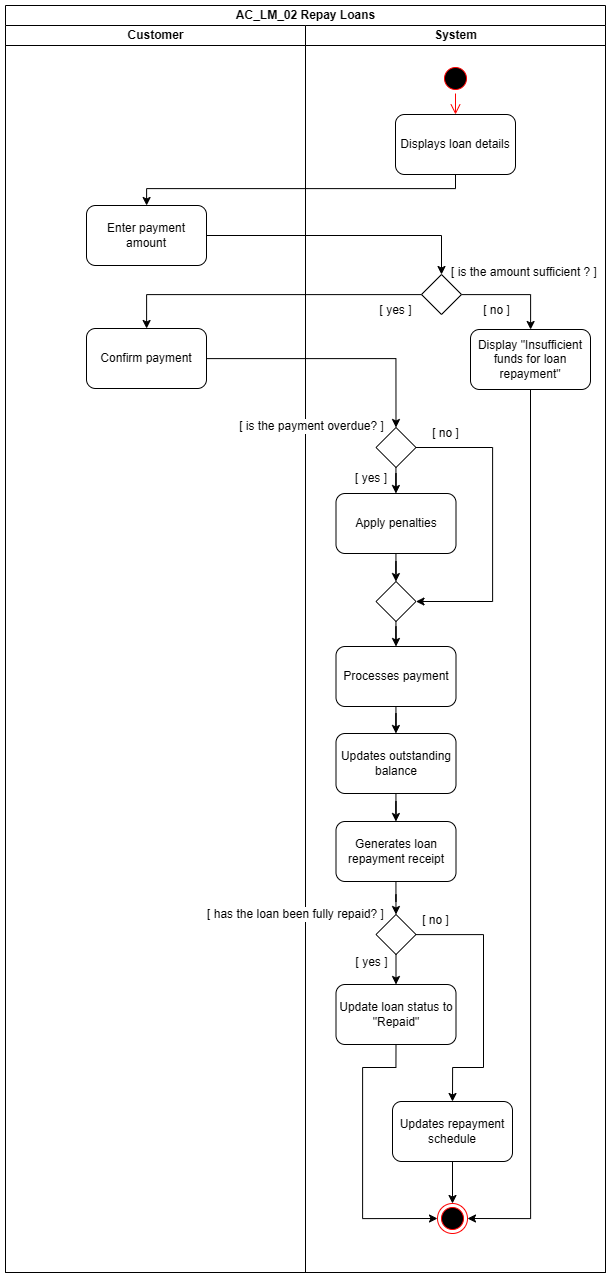 AC_LM_02 Repay Loans
Customer
System
Displays loan details
Enter payment
amount
[ is the amount sufficient ? ]
[ yes ]
[ no ]
Confirm payment
Display "Insufficient
funds for loan
repayment"
[ is the payment overdue? ]
[ no ]
[ yes ]
Apply penalties
Processes payment
Updates outstanding
balance
Generates loan
repayment receipt
[ has the loan been fully repaid? ]
[ no ]
[ yes ]
Update loan status to
"Repaid"
Updates repayment
schedule